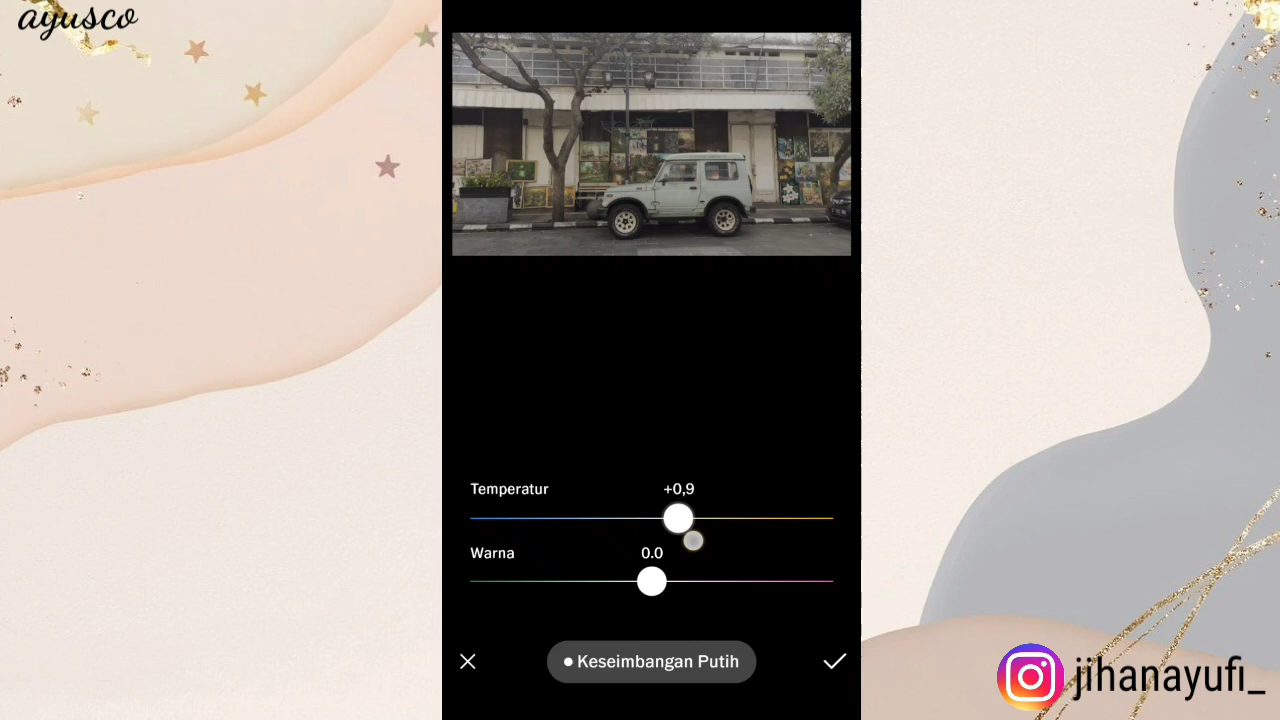 ayusco
Temperatur
+0,9
Warna
0.0
Keseimbangan Putih
jihanayufi_